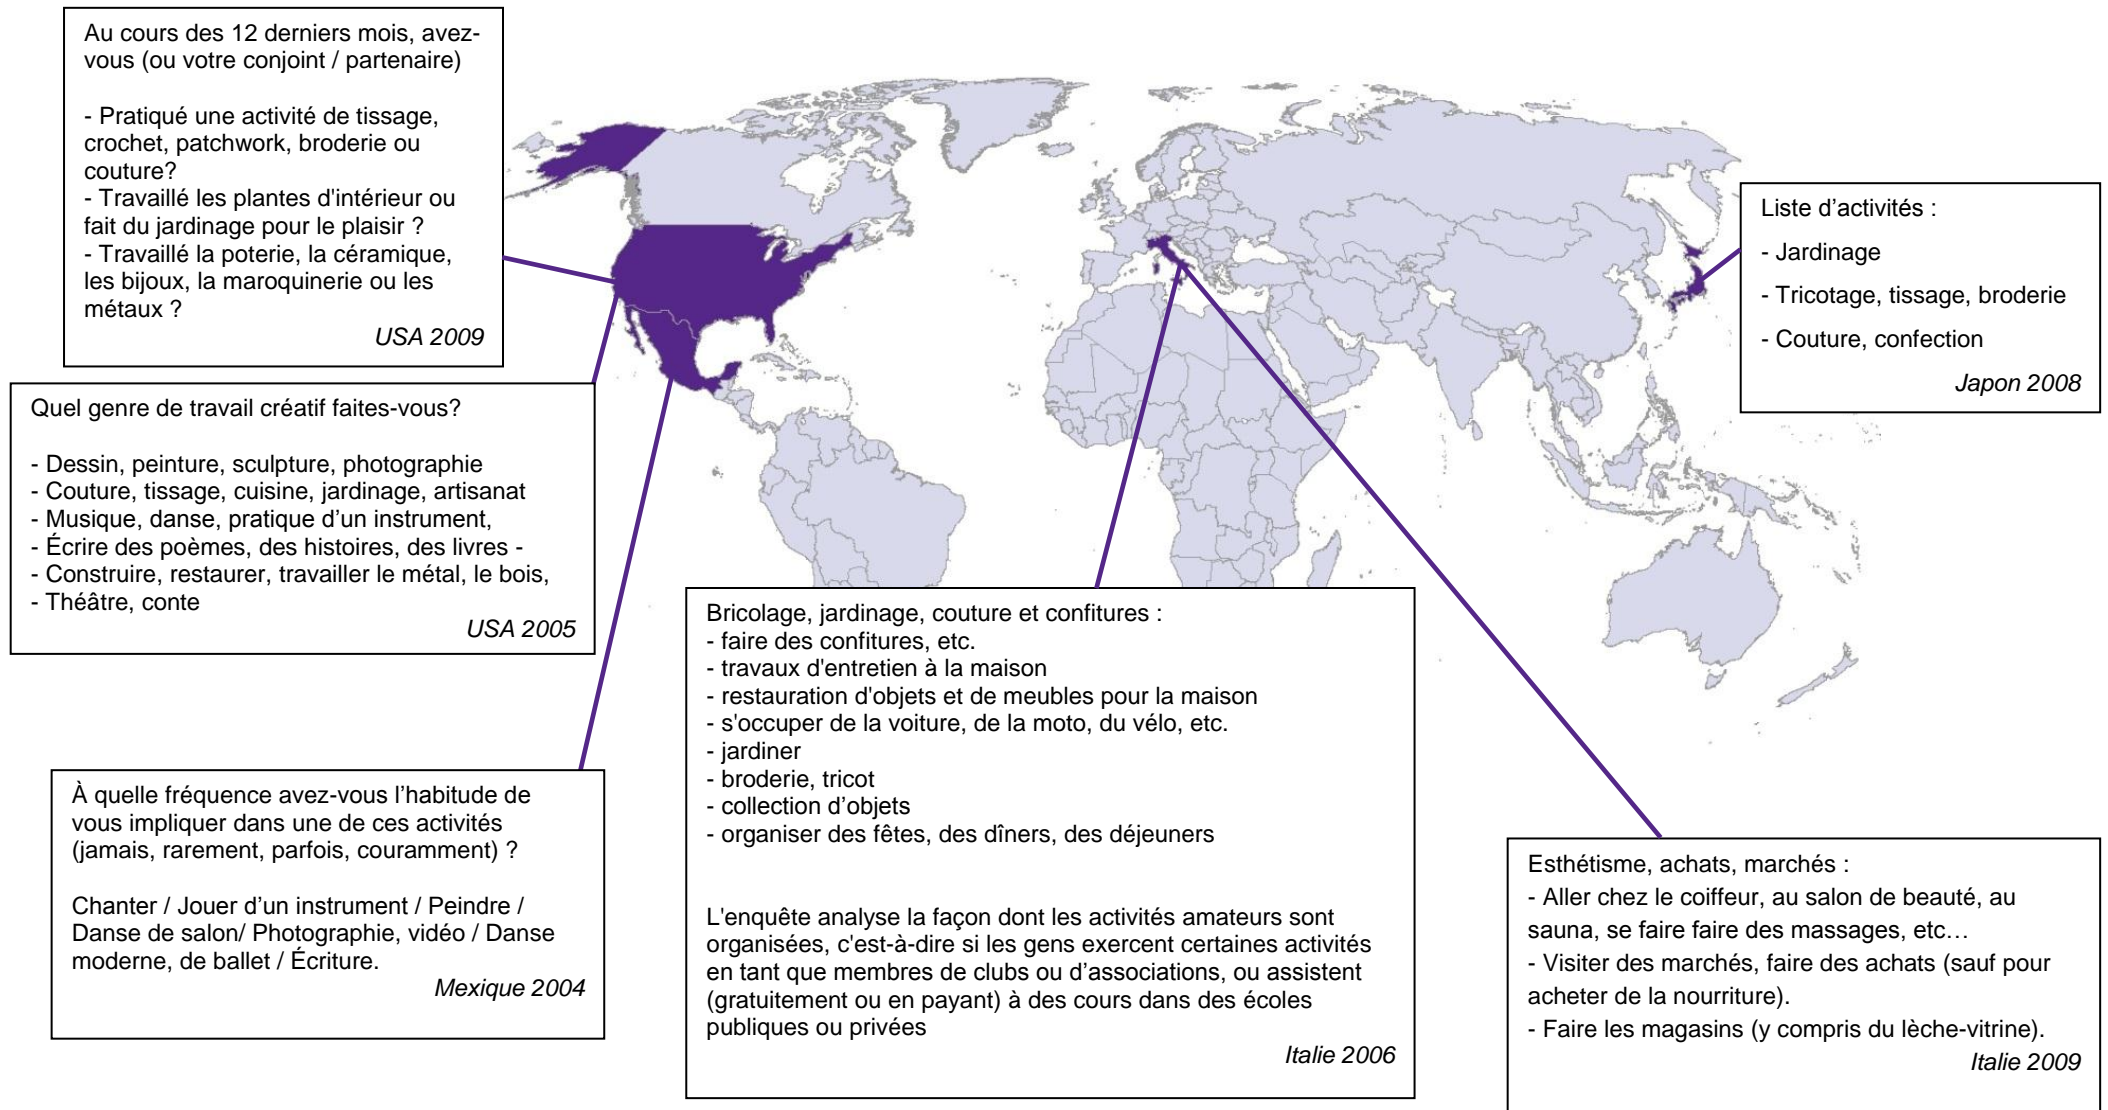 Au cours des 12 derniers mois, avez-
vous (ou votre conjoint / partenaire)
- Pratiqué une activité de tissage,
crochet, patchwork, broderie ou
couture?
- Travaillé les plantes d'intérieur ou
fait du jardinage pour le plaisir ?
- Travaillé la poterie, la céramique,
les bijoux, la maroquinerie ou les
métaux ?
USA 2009
Quel genre de travail créatif faites-vous?
- Dessin, peinture, sculpture, photographie
- Couture, tissage, cuisine, jardinage, artisanat
- Musique, danse, pratique d'un instrument,
- Écrire des poèmes, des histoires, des livres -
- Construire, restaurer, travailler le métal, le bois,
- Théâtre, conte
USA 2005
À quelle fréquence avez-vous l'habitude de
vous impliquer dans une de ces activités
(jamais, rarement, parfois, couramment) ?
Chanter / Jouer d'un instrument / Peindre /
Danse de salon/ Photographie, vidéo / Danse
moderne, de ballet / Écriture.
Mexique 2004
Bricolage, jardinage, couture et confitures :
- faire des confitures, etc.
- travaux d'entretien à la maison
- restauration d'objets et de meubles pour la maison
- s'occuper de la voiture, de la moto, du vélo, etc.
- jardiner
- broderie, tricot
- collection d'objets
- organiser des fêtes, des dîners, des déjeuners
L'enquête analyse la façon dont les activités amateurs sont
organisées, c'est-à-dire si les gens exercent certaines activités
en tant que membres de clubs ou d'associations, ou assistent
(gratuitement ou en payant) à des cours dans des écoles
publiques ou privées
Italie 2006
Liste d'activités :
- Jardinage
- Tricotage, tissage, broderie
- Couture, confection
Japon 2008
Esthétisme, achats, marchés :
- Aller chez le coiffeur, au salon de beauté, au
sauna, se faire faire des massages, etc…
- Visiter des marchés, faire des achats (sauf pour
acheter de la nourriture).
- Faire les magasins (y compris du lèche-vitrine).
Italie 2009